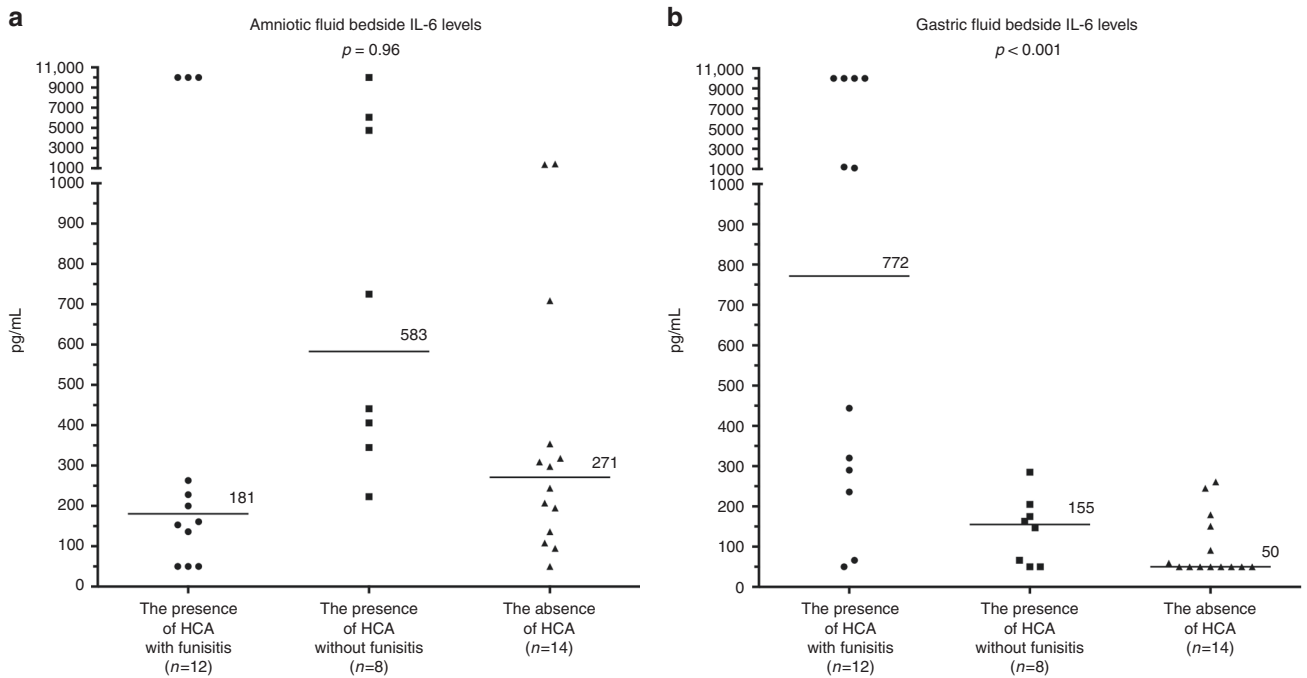 a
Amniotic fluid bedside IL-6 levels
p = 0.96
11,000
9000
7000
5000
3000
1000
1000
900
800
700
600
500
400
300
200
100
0
pg/mL
181
583
271
The presence
of HCA
with funisitis
(n=12)
The presence
of HCA
without funisitis
(n=8)
The absence
of HCA
(n=14)
b
Gastric fluid bedside IL-6 levels
p < 0.001
11,000
9000
7000
5000
3000
1000
1000
900
800
700
600
500
400
300
200
100
0
pg/mL
772
155
50
The presence
of HCA
with funisitis
(n=12)
The presence
of HCA
without funisitis
(n=8)
The absence
of HCA
(n=14)